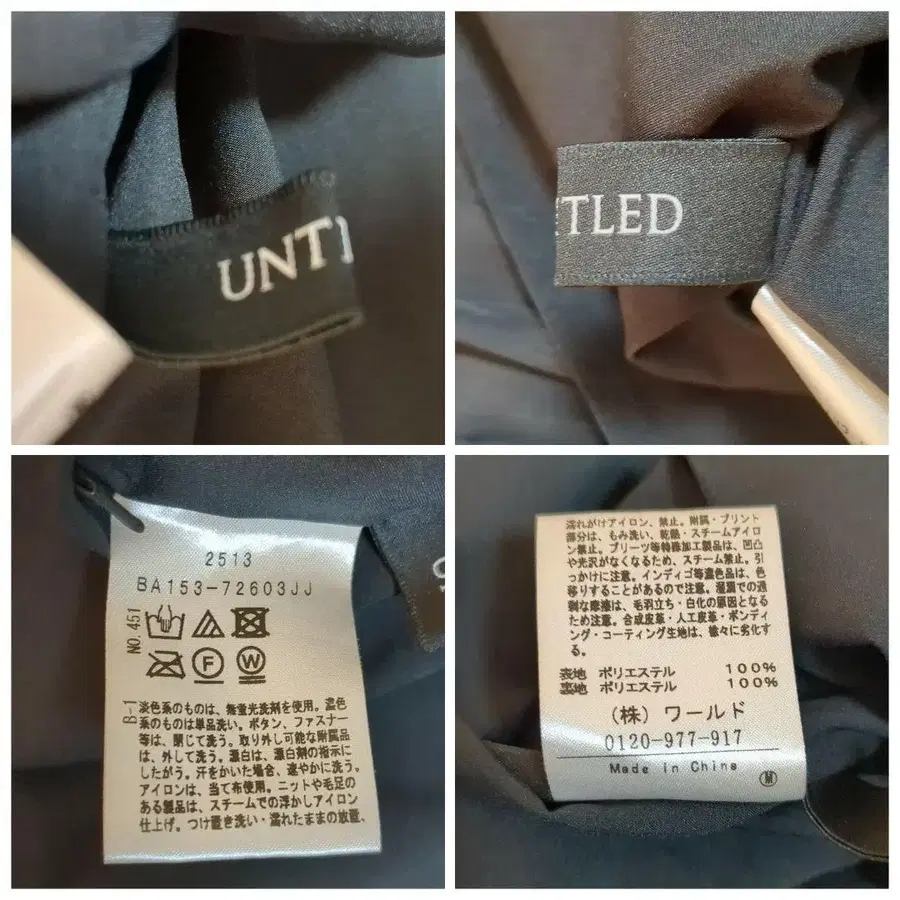 UNTI
TLED
2513
BA153-72603JJ
NO.451
F
W
B-1
淡色系のものは、無蛍光洗剤を使用。濃色
系のものは単品洗い。ボタン、ファスナー
等は、閉じて洗う。取り外し可能な附属品
は、外して洗う。漂白は、漂白剤の指示に
したがう。汗をかいた場合、速やかに洗う。
アイロンは、当て布使用。ニットや毛足の
ある製品は、スチームでの浮かしアイロン
仕上げ。つけ置き洗い・濡れたままの放置、
濡れがけアイロン、禁止。附属・プリント
部分は、もみ洗い、乾熱・スチームアイロ
ン禁止。プリーツ等特殊加工製品は、凹凸
や光沢がなくなるため、スチーム禁止。引
っかけに注意。インディゴ等濃色品は、色
移りすることがあるので注意。湿潤での過
剰な摩擦は、毛羽立ち・白化の原因となる
ため注意。合成皮革・人工皮革・ボンディ
ング・コーティング生地は、徐々に劣化す
る。
表地 ポリエステル 100%
裏地 ポリエステル 100%
(株) ワールド
0120-977-917
Made in China
M